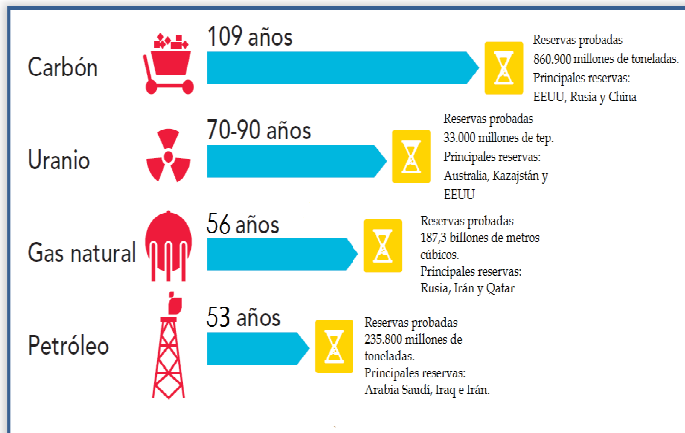 Carbón
109 años
Reservas probadas
860.900 millones de toneladas.
Principales reservas:
EEUU, Rusia y China
Uranio
70-90 años
Reservas probadas
33.000 millones de tep.
Principales reservas:
Australia, Kazajstán y
EEUU
Gas natural
56 años
Reservas probadas
187,3 billones de metros
cúbicos.
Principales reservas:
Rusia, Irán y Qatar
Petróleo
53 años
Reservas probadas
235.800 millones de
toneladas.
Principales reservas:
Arabia Saudí, Iraq e Irán.